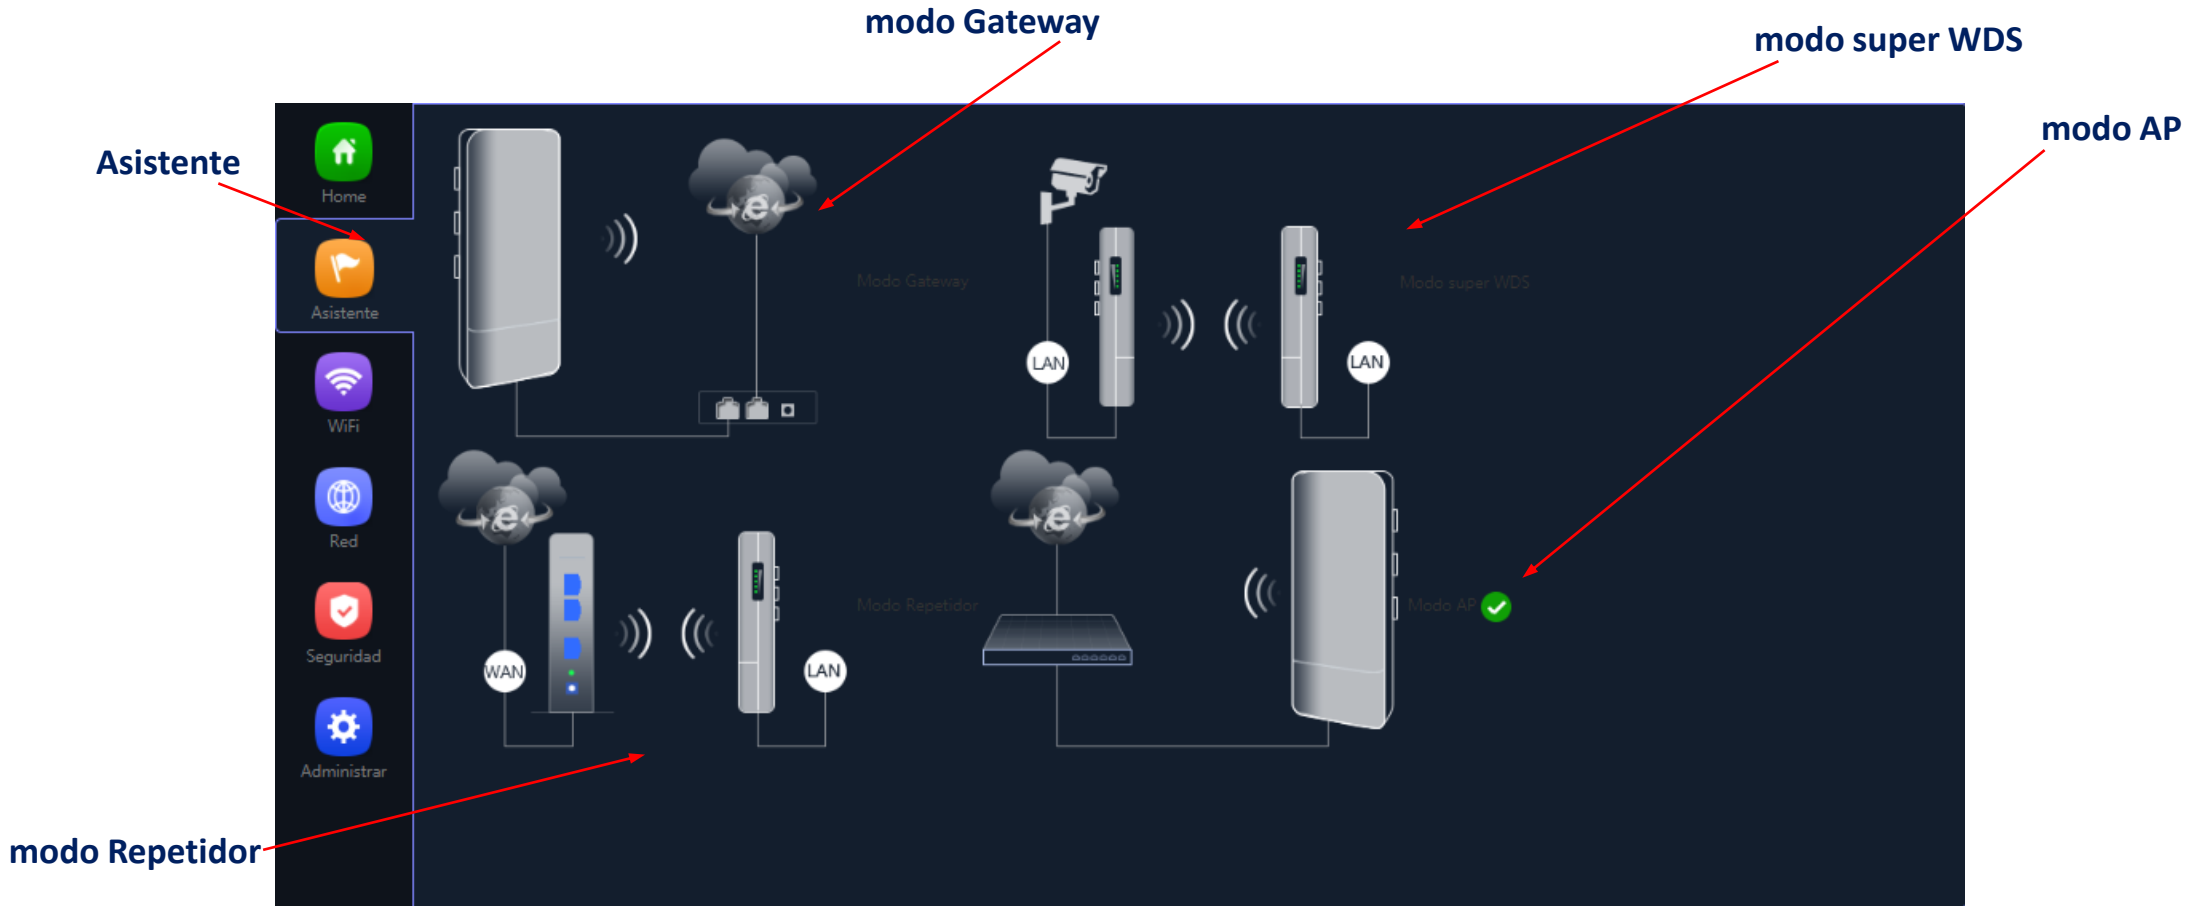 modo Gateway
modo super WDS
modo AP
Asistente
Home
Asistente
WiFi
Red
Seguridad
Administrar
Modo Gateway
LAN
LAN
Modo super WDS
WAN
LAN
Modo Repetidor
Modo AP
modo Repetidor